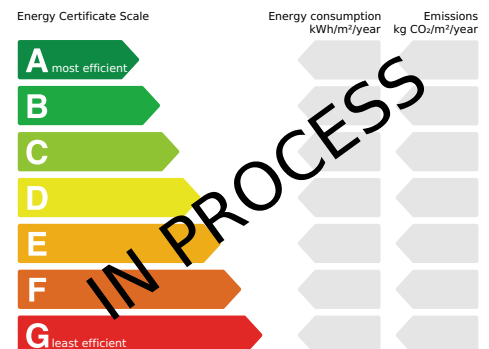 Energy Certificate Scale
Energy consumption
kWh/m²/year
Emissions
kg CO₂/m²/year
A most efficient
B
C
D
E
F
G least efficient
IN PROCESS